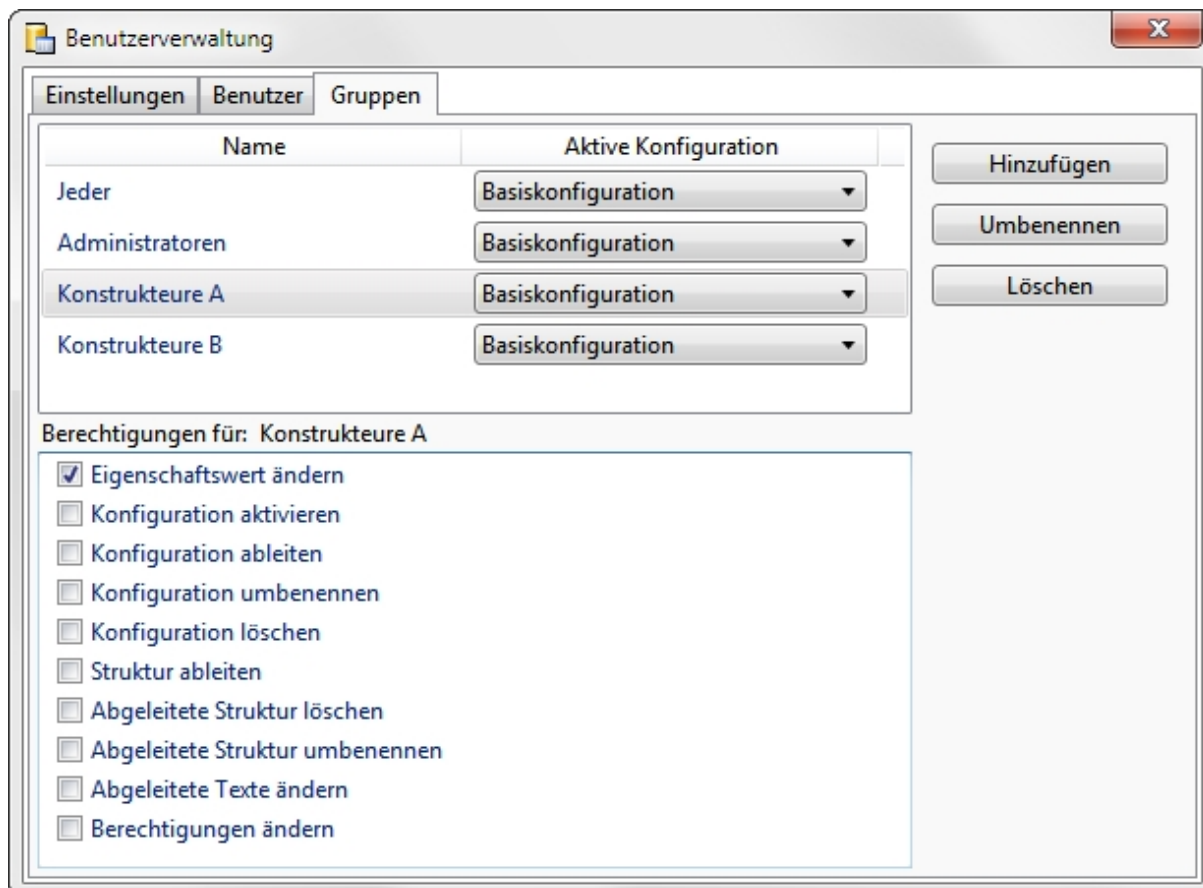 Benutzerverwaltung
Einstellungen Benutzer Gruppen
Name Aktive Konfiguration
Hinzufügen
Jeder Basiskonfiguration
Umbenennen
Administratoren Basiskonfiguration
Löschen
Konstrukteure A Basiskonfiguration
Konstrukteure B Basiskonfiguration
Berechtigungen für: Konstrukteure A
Eigenschaftswert ändern
Konfiguration aktivieren
Konfiguration ableiten
Konfiguration umbenennen
Konfiguration löschen
Struktur ableiten
Abgeleitete Struktur löschen
Abgeleitete Struktur umbenennen
Abgeleitete Texte ändern
Berechtigungen ändern